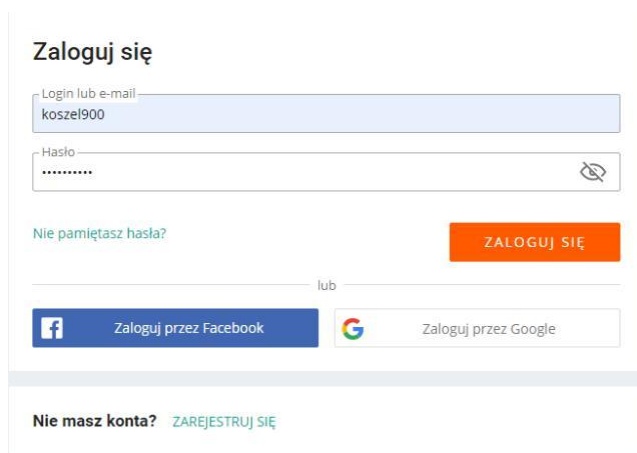 Zaloguj się
Login lub e-mail
koszel900
Hasło
••••••••••
Nie pamiętasz hasła?
ZALOGUJ SIĘ
lub
Zaloguj przez Facebook
Zaloguj przez Google
Nie masz konta? ZAREJESTRUJ SIĘ